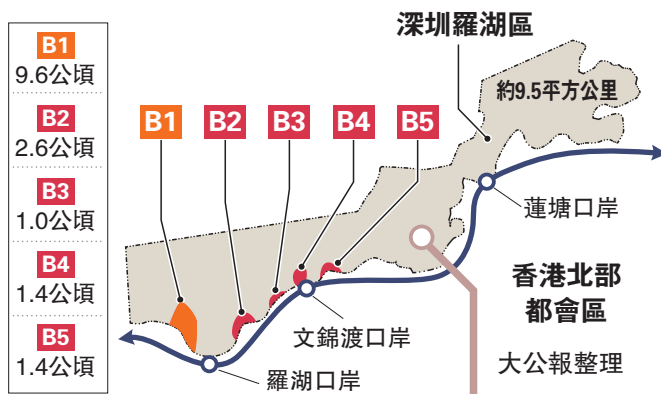 B1
9.6公頃
B2
2.6公頃
B3
1.0公頃
B4
1.4公頃
B5
1.4公頃
深圳羅湖區
約9.5平方公里
B1
B2
B3
B4
B5
蓮塘口岸
文錦渡口岸
羅湖口岸
香港北部
都會區
大公報整理